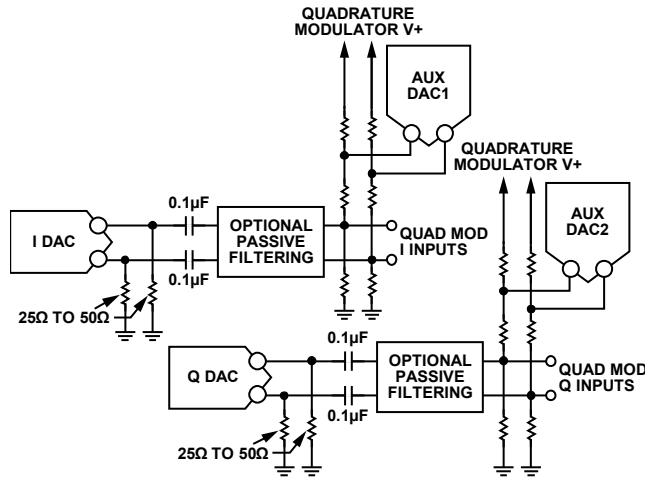 QUADRATURE
MODULATOR V+
AUX
DAC1
QUADRATURE
MODULATOR V+
AUX
DAC2
0.1µF
I DAC
OPTIONAL
PASSIVE
FILTERING
QUAD MOD
I INPUTS
0.1µF
25Ω TO 50Ω
0.1µF
Q DAC
OPTIONAL
PASSIVE
FILTERING
QUAD MOD
Q INPUTS
0.1µF
25Ω TO 50Ω